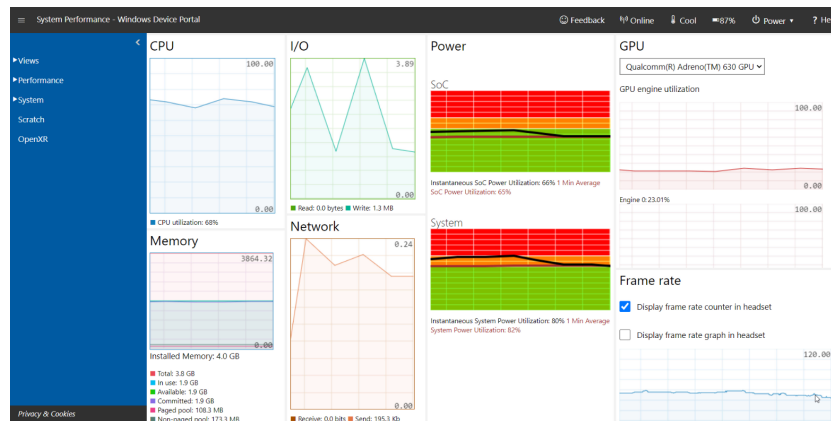 System Performance - Windows Device Portal
Feedback
Online
Cool
87%
Power ▾
? He
Views
Performance
System
Scratch
OpenXR
Privacy & Cookies
CPU
100.00
0.00
CPU utilization: 68%
Memory
3864.32
0.00
Installed Memory: 4.0 GB
Total: 3.8 GB
In use: 1.9 GB
Available: 1.9 GB
Committed: 1.9 GB
Paged pool: 108.3 MB
Non-paged pool: 173.3 MB
I/O
3.89
0.00
Read: 0.0 bytes Write: 1.3 MB
Network
0.24
0.00
Receive: 0.0 bits Send: 195.3 Kb
Power
SoC
Instantaneous SoC Power Utilization: 66% 1 Min Average
SoC Power Utilization: 65%
System
Instantaneous System Power Utilization: 80% 1 Min Average
System Power Utilization: 82%
GPU
Qualcomm(R) Adreno(TM) 630 GPU
GPU engine utilization
100.00
0.00
Engine 0: 23.01%
100.00
Frame rate
Display frame rate counter in headset
Display frame rate graph in headset
120.00